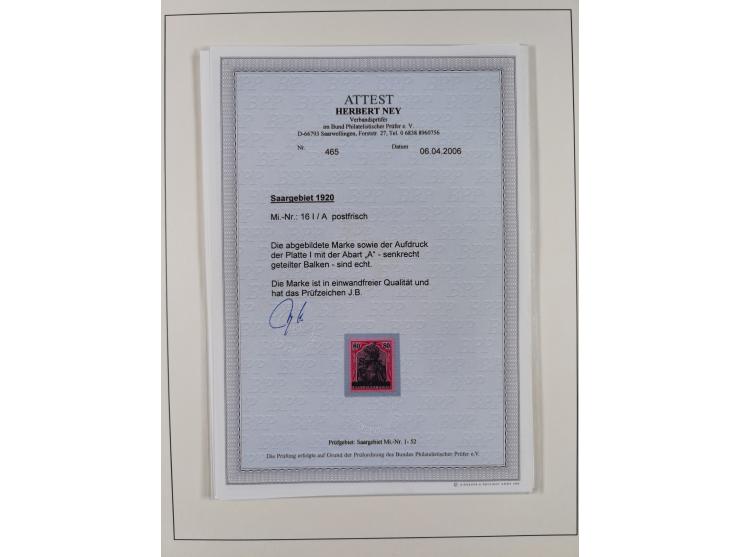 ATTEST
HERBERT NEY
Verbandsprüfer
im Bund Philatelistischer Prüfer e. V.
D-66793 Saarwellingen, Forststr. 27, Tel. 0 6838 8960756
Nr. 465 Datum 06.04.2006
Saargebiet 1920
Mi.-Nr.: 16 I / A postfrisch
Die abgebildete Marke sowie der Aufdruck
der Platte I mit der Abart „A“ - senkrecht
geteilter Balken - sind echt.
Die Marke ist in einwandfreier Qualität und
hat das Prüfzeichen J.B.
80 80
Prüfgebiet: Saargebiet Mi.-Nr. 1- 52
Die Prüfung erfolgte auf Grund der Prüfordnung des Bundes Philatelistischer Prüfer e.V.